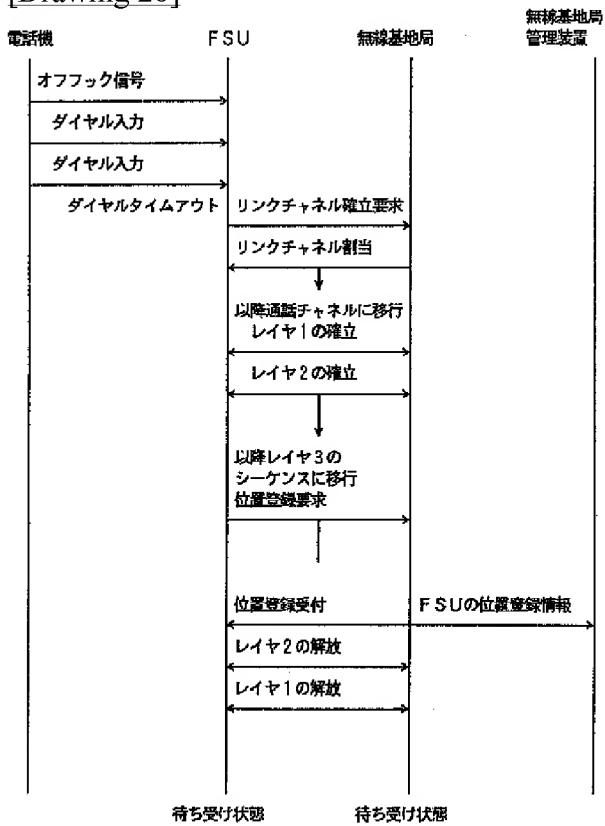 [Drawing 20]
無線基地局
電話機 FSU 無線基地局 管理装置
オフフック信号
ダイヤル入力
ダイヤル入力
ダイヤルタイムアウト リンクチャネル確立要求
リンクチャネル割当
以降通話チャネルに移行
レイヤ1の確立
レイヤ2の確立
以降レイヤ3の
シーケンスに移行
位置登録要求
位置登録受付 FSUの位置登録情報
レイヤ2の解放
レイヤ1の解放
待ち受け状態 待ち受け状態